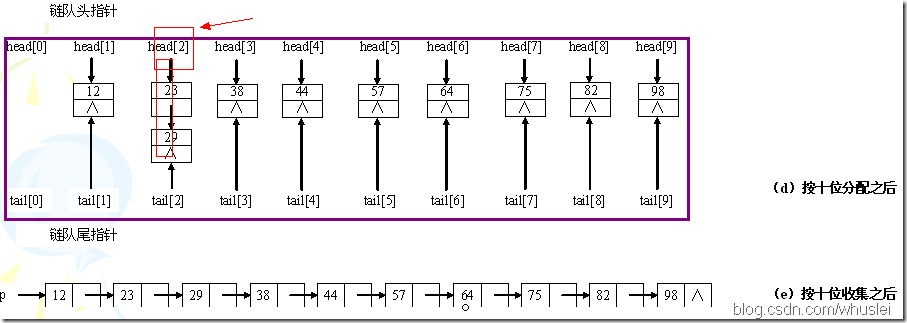 链队头指针
head[0] head[1] head[2] head[3] head[4] head[5] head[6] head[7] head[8] head[9]
12 23 38 44 57 64 75 82 98
∧ ∧ ∧ ∧ ∧ ∧ ∧ ∧
29
∧
tail[0] tail[1] tail[2] tail[3] tail[4] tail[5] tail[6] tail[7] tail[8] tail[9]
(d) 按十位分配之后
链队尾指针
p 12 23 29 38 44 57 64 75 82 98 ∧
(e) 按十位收集之后
blog.csdn.com/whuslei